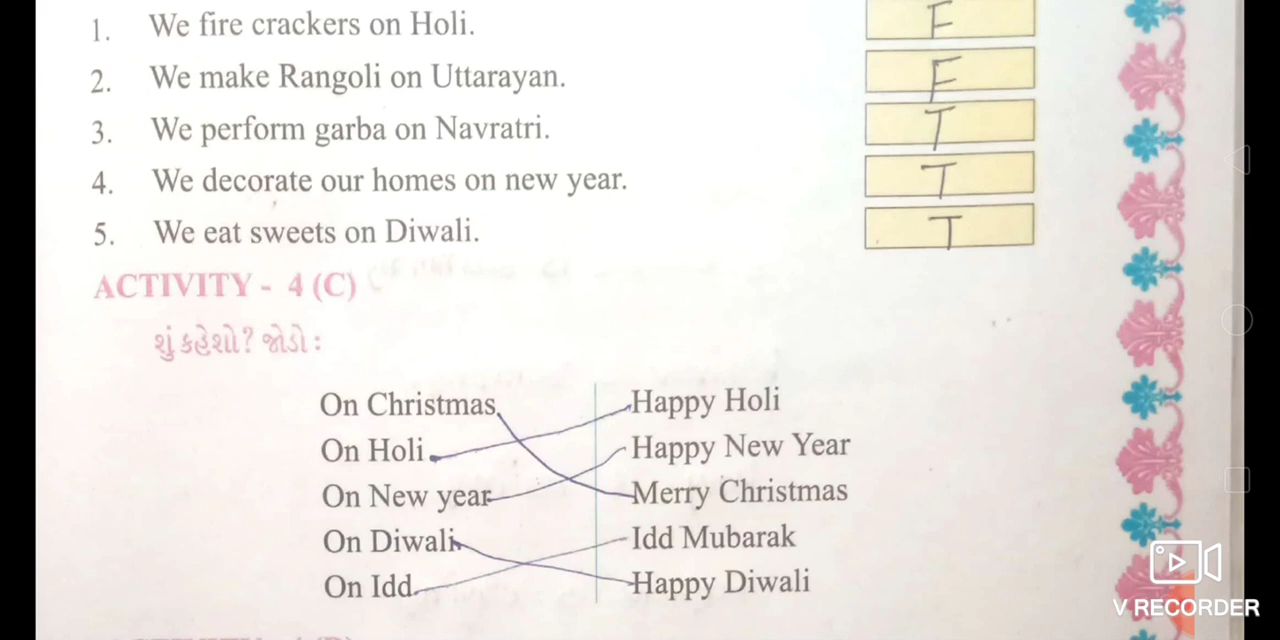 1. We fire crackers on Holi. F
2. We make Rangoli on Uttarayan. F
3. We perform garba on Navratri. T
4. We decorate our homes on new year. T
5. We eat sweets on Diwali. T
ACTIVITY - 4 (C)
શું કહેશો? જોડો :
On Christmas Happy Holi
On Holi Happy New Year
On New year Merry Christmas
On Diwali Idd Mubarak
On Idd Happy Diwali
V RECORDER